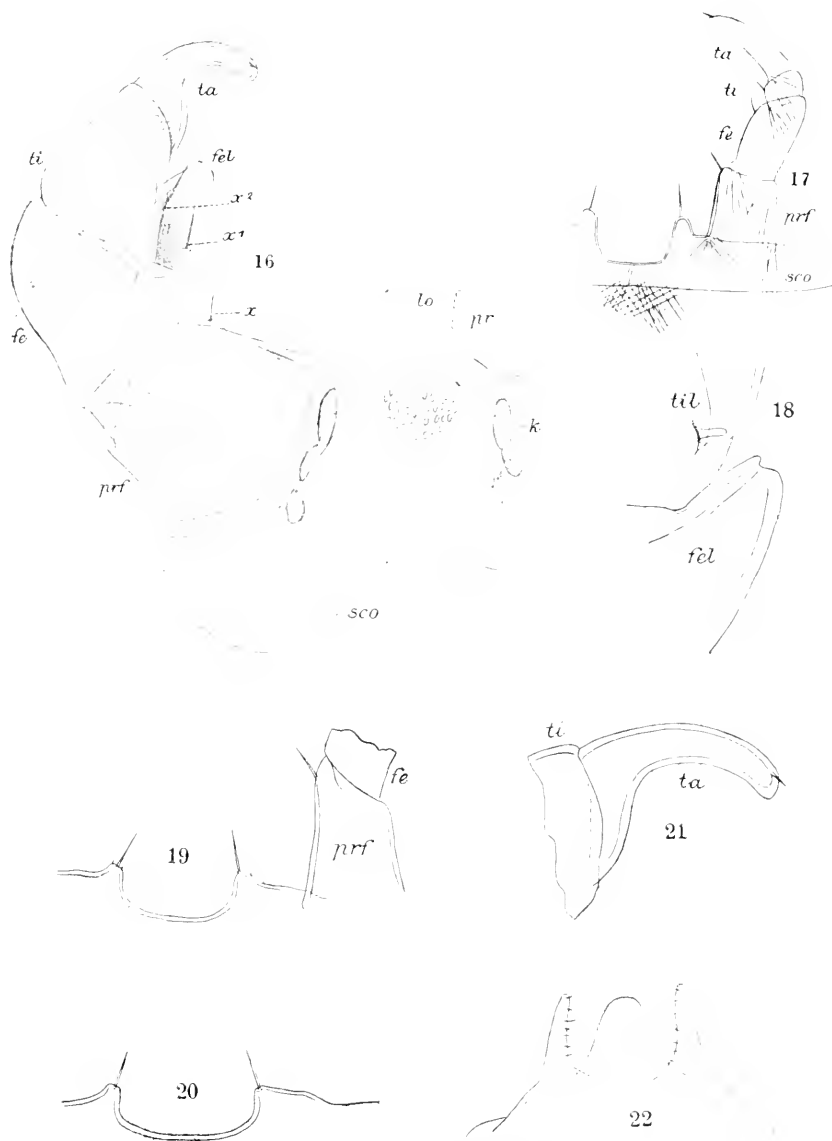 ta
ta
ti
fel
ti
fe
x²
17
x¹
prf
16
sco
x
lo
pr
fe
til
18
k
prf
fel
sco
ti
fe
ta
19
prf
21
20
22